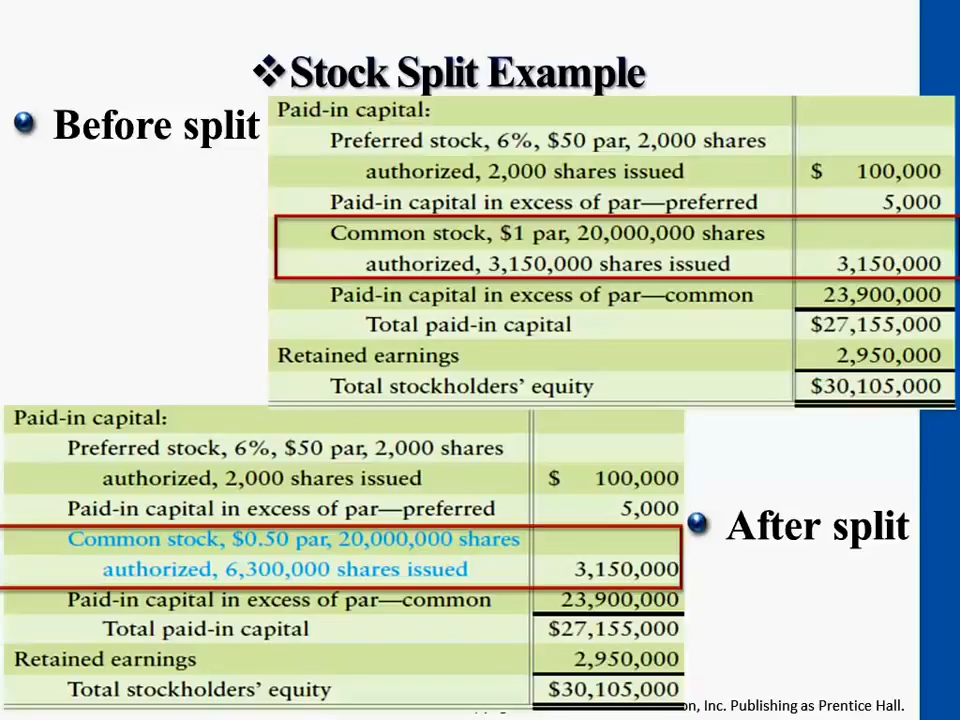 ❖Stock Split Example
Before split
Paid-in capital:
Preferred stock, 6%, $50 par, 2,000 shares
authorized, 2,000 shares issued $ 100,000
Paid-in capital in excess of par—preferred 5,000
Common stock, $1 par, 20,000,000 shares
authorized, 3,150,000 shares issued 3,150,000
Paid-in capital in excess of par—common 23,900,000
Total paid-in capital $27,155,000
Retained earnings 2,950,000
Total stockholders’ equity $30,105,000
Paid-in capital:
Preferred stock, 6%, $50 par, 2,000 shares
authorized, 2,000 shares issued $ 100,000
Paid-in capital in excess of par—preferred 5,000
Common stock, $0.50 par, 20,000,000 shares
authorized, 6,300,000 shares issued 3,150,000
Paid-in capital in excess of par—common 23,900,000
Total paid-in capital $27,155,000
Retained earnings 2,950,000
Total stockholders’ equity $30,105,000
After split
on, Inc. Publishing as Prentice Hall.